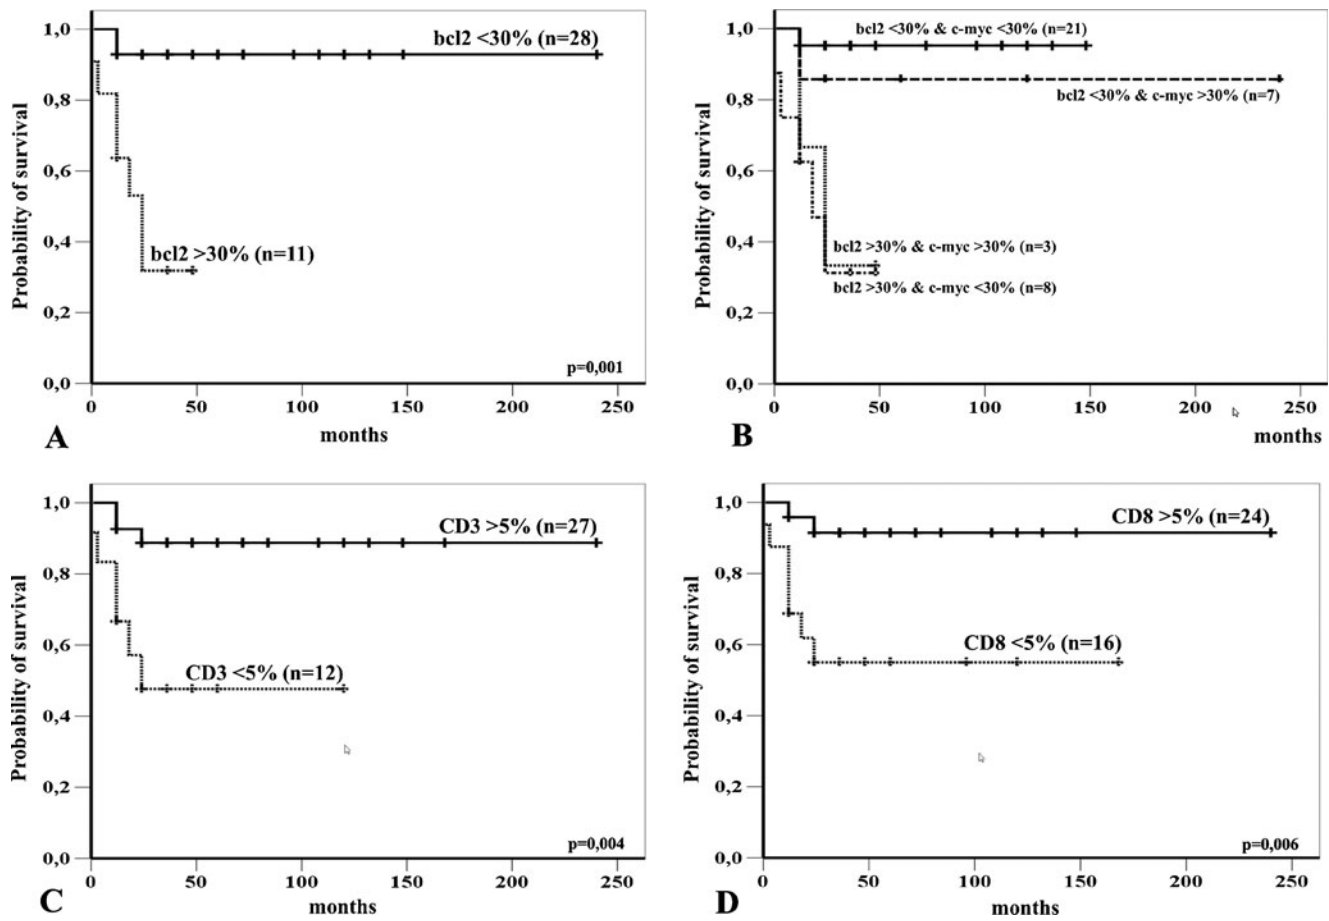 1,0
0,8
0,6
0,4
0,2
0,0
Probability of survival
bcl2 <30% (n=28)
bcl2 >30% (n=11)
p=0,001
0 50 100 150 200 250
months
A
1,0
0,8
0,6
0,4
0,2
0,0
Probability of survival
bcl2 <30% & c-myc <30% (n=21)
bcl2 <30% & c-myc >30% (n=7)
bcl2 >30% & c-myc >30% (n=3)
bcl2 >30% & c-myc <30% (n=8)
0 50 100 150 200 250
months
B
1,0
0,8
0,6
0,4
0,2
0,0
Probability of survival
CD3 >5% (n=27)
CD3 <5% (n=12)
p=0,004
0 50 100 150 200 250
months
C
1,0
0,8
0,6
0,4
0,2
0,0
Probability of survival
CD8 >5% (n=24)
CD8 <5% (n=16)
p=0,006
0 50 100 150 200 250
months
D